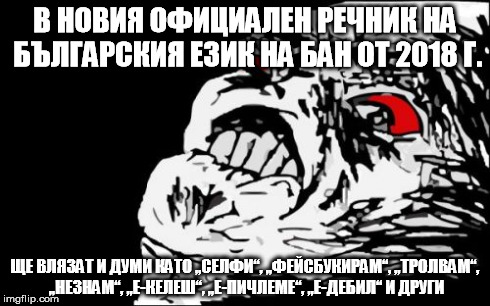 В НОВИЯ ОФИЦИАЛЕН РЕЧНИК НА
БЪЛГАРСКИЯ ЕЗИК НА БАН ОТ 2018 Г.
ЩЕ ВЛЯЗАТ И ДУМИ КАТО „СЕЛФИ“, „ФЕЙСБУКИРАМ“, „ТРОЛВАМ“,
„НЕЗНАМ“, „Е-КЕЛЕШ“, „Е-ПИЧЛЕМЕ“, „Е-ДЕБИЛ“ И ДРУГИ
imgflip.com